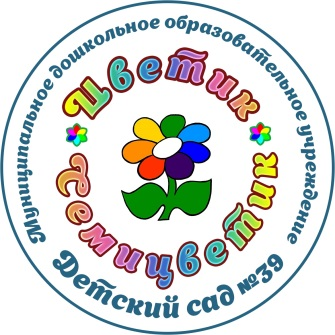 Муниципальное дошкольное образовательное учреждение
Цветик
Семицветик
Детский сад №39